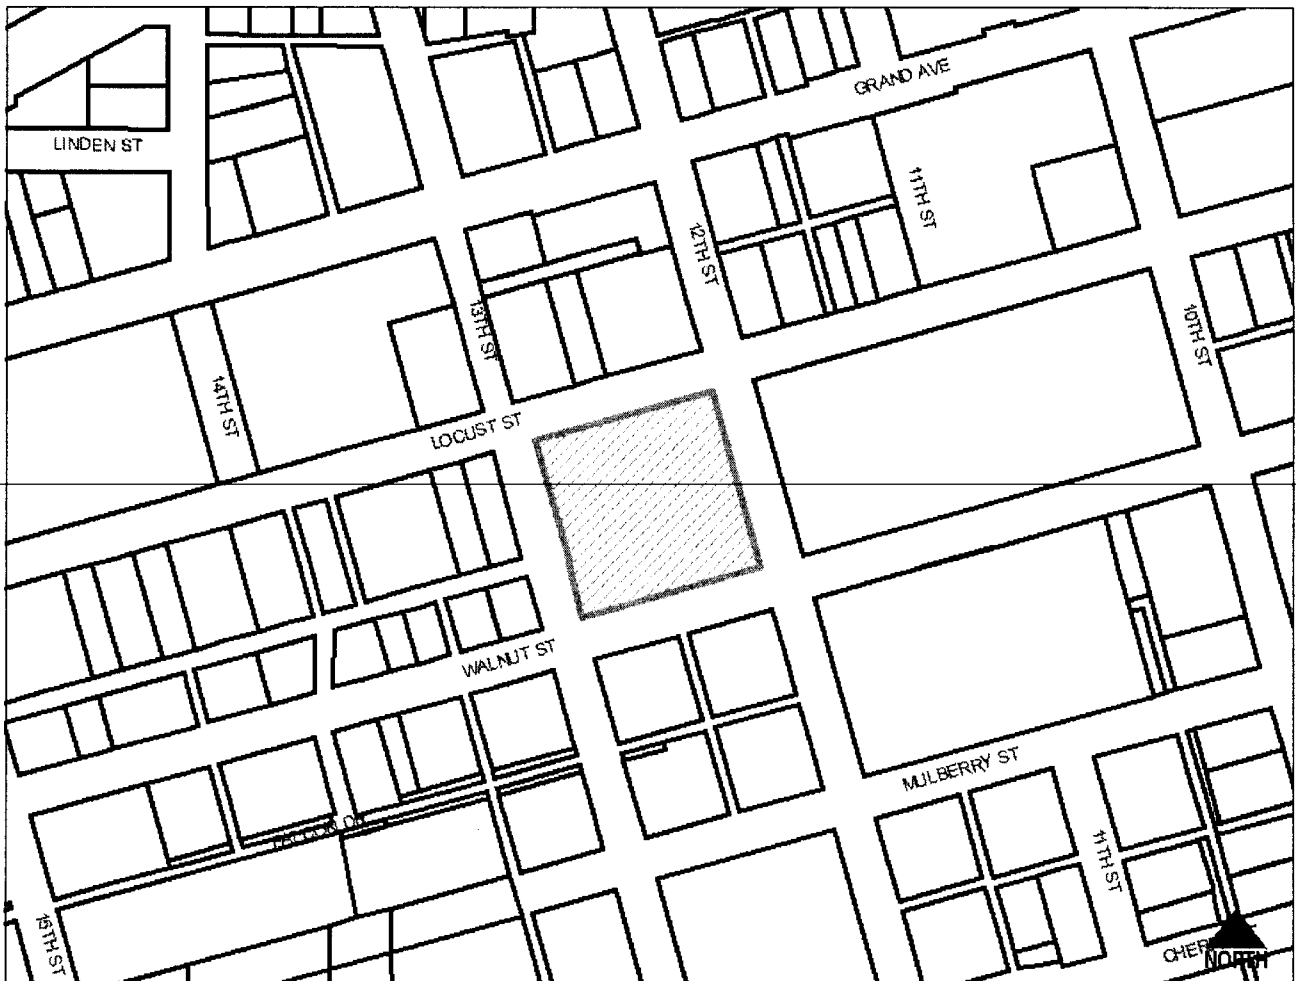 GRAND AVE
LINDEN ST
11TH ST
12TH ST
10TH ST
13TH ST
14TH ST
LOCUST ST
WALNUT ST
MULBERRY ST
11TH ST
15TH ST
NORTH